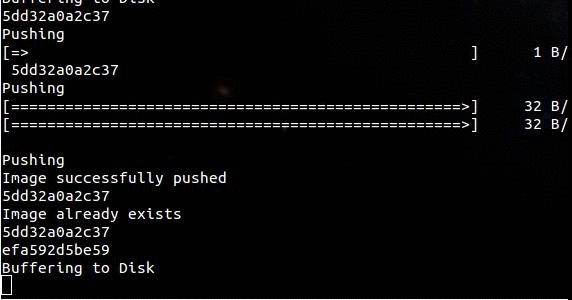 Buffering to Disk
5dd32a0a2c37
Pushing
[=> ] 1 B/
5dd32a0a2c37
Pushing
[==================================================>] 32 B/
[==================================================>] 32 B/
Pushing
Image successfully pushed
5dd32a0a2c37
Image already exists
5dd32a0a2c37
efa592d5be59
Buffering to Disk